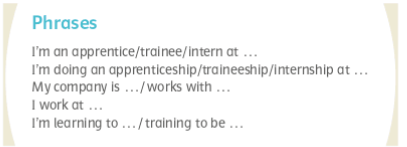 Phrases
I'm an apprentice/trainee/intern at ...
I'm doing an apprenticeship/traineeship/internship at ...
My company is .../ works with ...
I work at ...
I'm learning to .../ training to be ...